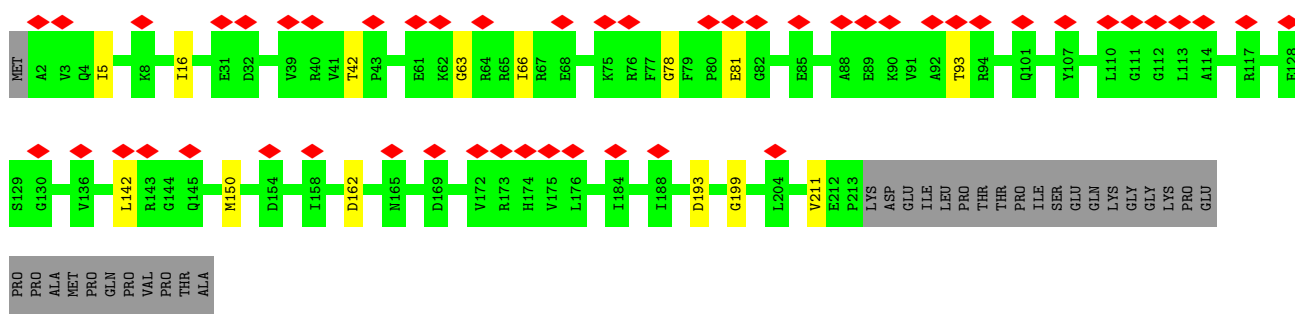 MET A2 V3 Q4 I5 K8 I16 E31 D32 V39 R40 V41 T42 P43 E61 K62 G63 R64 R65 I66 R67 E68 K75 R76 F77 G78 F79 P80 E81 G82 E85 A88 E89 K90 V91 A92 T93 R94 Q101 Y107 L110 G111 G112 L113 A114 R117 E128
S129 G130 V136 L142 R143 G144 Q145 M150 D154 I158 D162 N165 D169 V172 R173 H174 V175 L176 I184 I188 D193 G199 L204 V211 E212 P213 LYS ASP GLU ILE LEU PRO THR THR PRO ILE SER GLU GLN LYS GLY GLY LYS PRO GLU
PRO PRO ALA MET PRO GLN PRO VAL PRO THR ALA